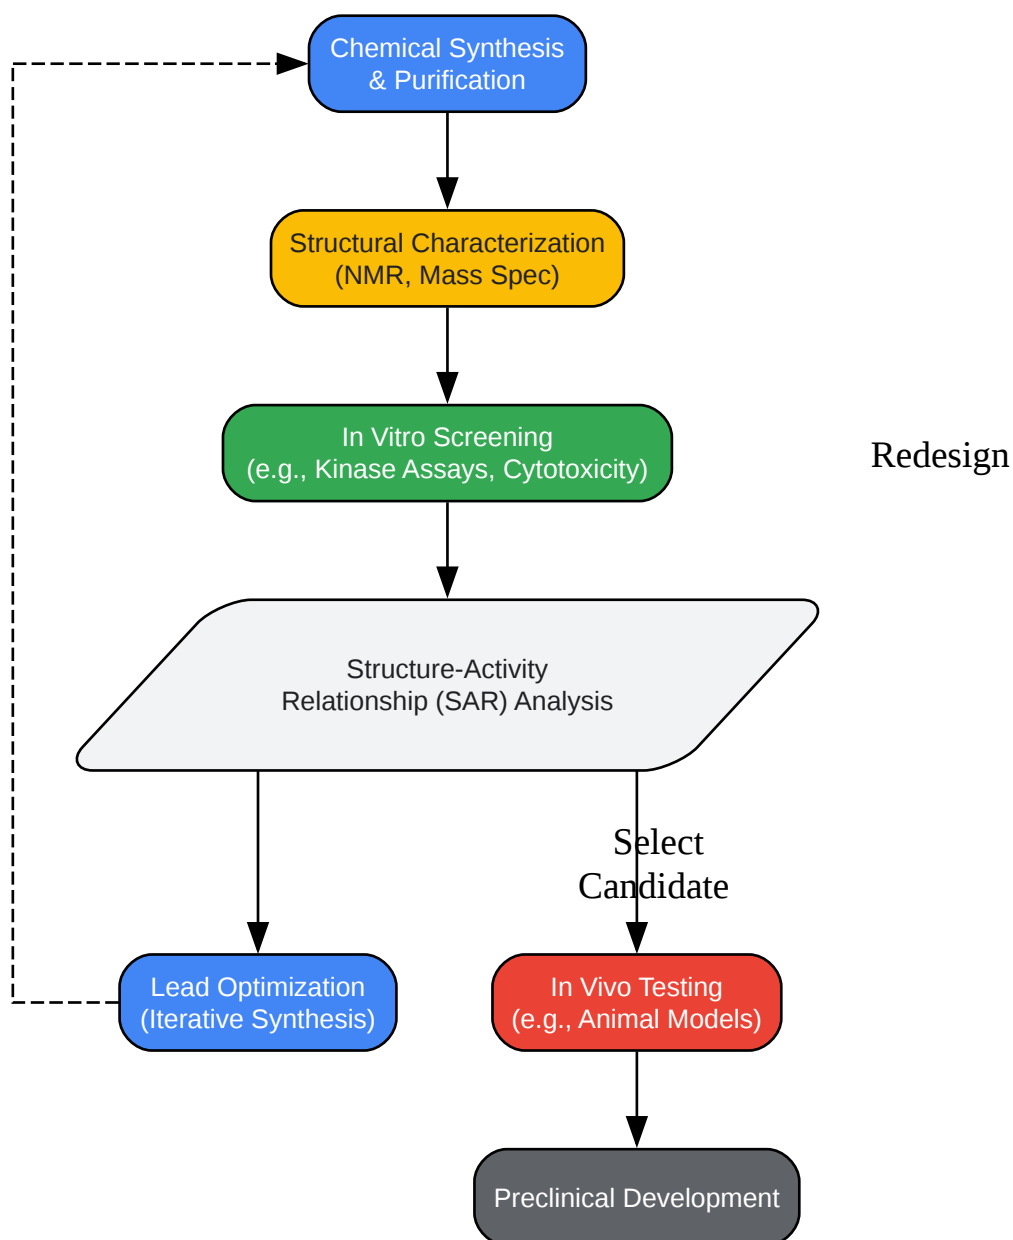 Chemical Synthesis
& Purification
Structural Characterization
(NMR, Mass Spec)
In Vitro Screening
(e.g., Kinase Assays, Cytotoxicity)
Redesign
Structure-Activity
Relationship (SAR) Analysis
Select
Candidate
Lead Optimization
(Iterative Synthesis)
In Vivo Testing
(e.g., Animal Models)
Preclinical Development